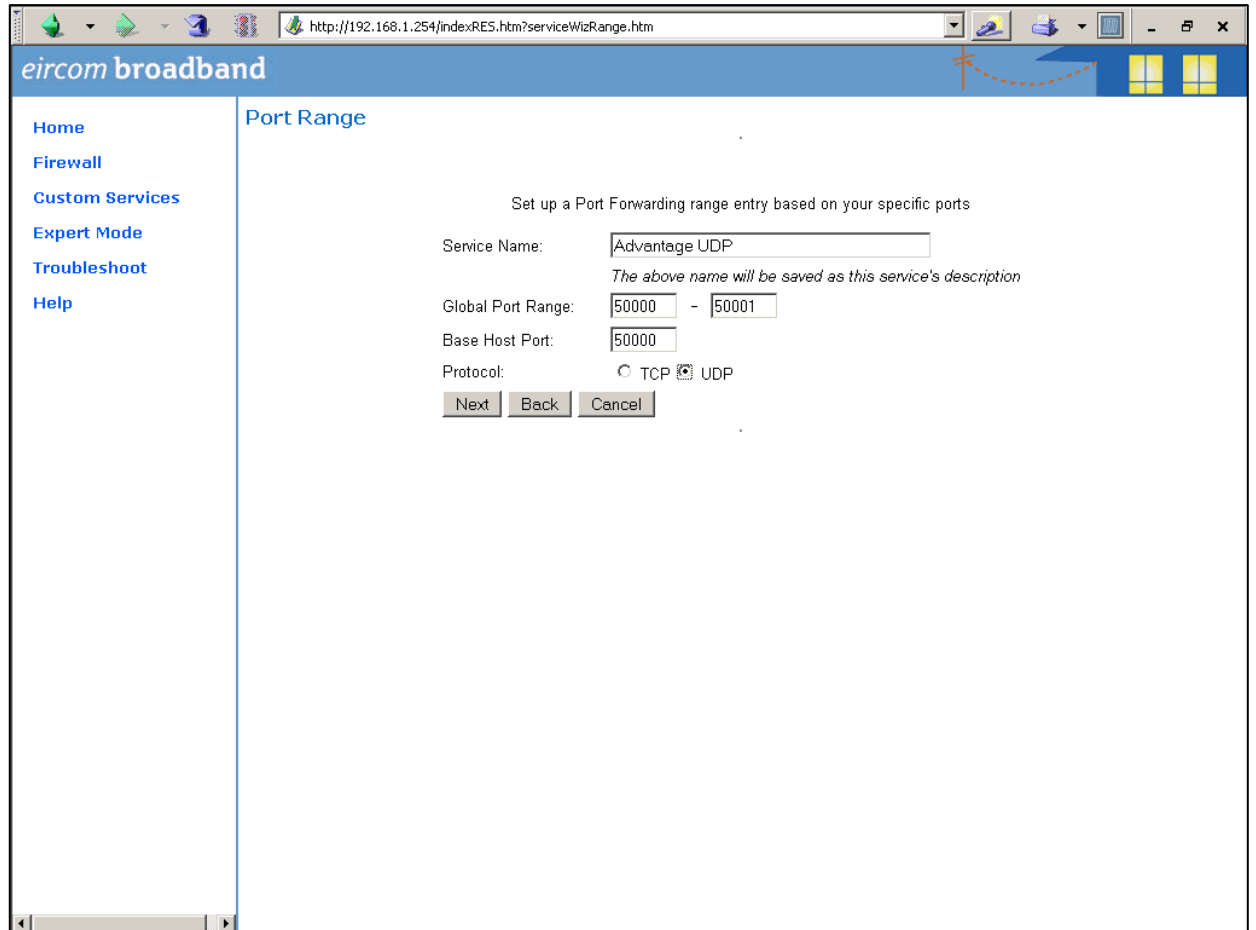 http://192.168.1.254/indexRES.htm?serviceWizRange.htm
eircom broadband
Home
Firewall
Custom Services
Expert Mode
Troubleshoot
Help
Port Range
Set up a Port Forwarding range entry based on your specific ports
Service Name: Advantage UDP
The above name will be saved as this service's description
Global Port Range: 50000 - 50001
Base Host Port: 50000
Protocol: TCP UDP
Next Back Cancel